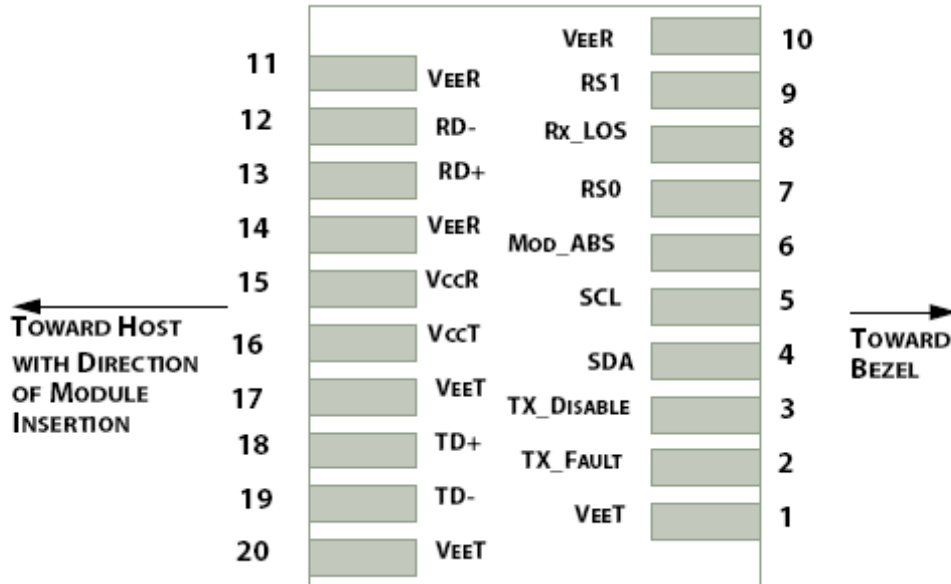 11 VEER
12 RD-
13 RD+
14 VEER
15 VCCR
16 VCCT
17 VEET
18 TD+
19 TD-
20 VEET
VEER 10
RS1 9
RX_LOS 8
RS0 7
MOD_ABS 6
SCL 5
SDA 4
TX_DISABLE 3
TX_FAULT 2
VEET 1
TOWARD HOST
WITH DIRECTION
OF MODULE
INSERTION
TOWARD
BEZEL